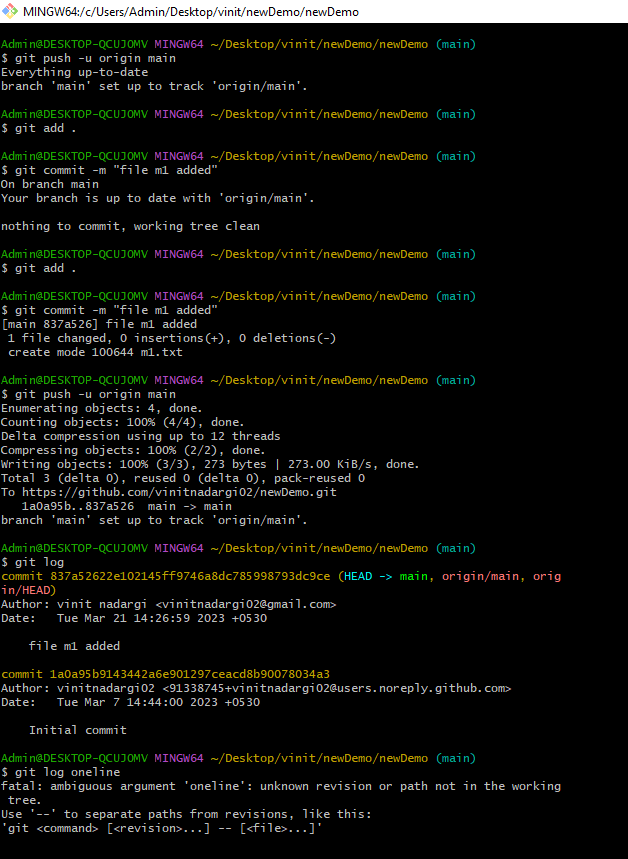 MINGW64:/c/Users/Admin/Desktop/vinit/newDemo/newDemo
Admin@DESKTOP-QCUJOMV MINGW64 ~/Desktop/vinit/newDemo/newDemo (main)
$ git push -u origin main
Everything up-to-date
branch 'main' set up to track 'origin/main'.
Admin@DESKTOP-QCUJOMV MINGW64 ~/Desktop/vinit/newDemo/newDemo (main)
$ git add .
Admin@DESKTOP-QCUJOMV MINGW64 ~/Desktop/vinit/newDemo/newDemo (main)
$ git commit -m "file m1 added"
On branch main
Your branch is up to date with 'origin/main'.
nothing to commit, working tree clean
Admin@DESKTOP-QCUJOMV MINGW64 ~/Desktop/vinit/newDemo/newDemo (main)
$ git add .
Admin@DESKTOP-QCUJOMV MINGW64 ~/Desktop/vinit/newDemo/newDemo (main)
$ git commit -m "file m1 added"
[main 837a526] file m1 added
 1 file changed, 0 insertions(+), 0 deletions(-)
 create mode 100644 m1.txt
Admin@DESKTOP-QCUJOMV MINGW64 ~/Desktop/vinit/newDemo/newDemo (main)
$ git push -u origin main
Enumerating objects: 4, done.
Counting objects: 100% (4/4), done.
Delta compression using up to 12 threads
Compressing objects: 100% (2/2), done.
Writing objects: 100% (3/3), 273 bytes | 273.00 KiB/s, done.
Total 3 (delta 0), reused 0 (delta 0), pack-reused 0
To https://github.com/vinitnadargi02/newDemo.git
   1a0a95b..837a526  main -> main
branch 'main' set up to track 'origin/main'.
Admin@DESKTOP-QCUJOMV MINGW64 ~/Desktop/vinit/newDemo/newDemo (main)
$ git log
commit 837a52622e102145ff9746a8dc785998793dc9ce (HEAD -> main, origin/main, orig
in/HEAD)
Author: vinit nadargi <vinitnadargi02@gmail.com>
Date:   Tue Mar 21 14:26:59 2023 +0530
    file m1 added
commit 1a0a95b9143442a6e901297ceacd8b90078034a3
Author: vinitnadargi02 <91338745+vinitnadargi02@users.noreply.github.com>
Date:   Tue Mar 7 14:44:00 2023 +0530
    Initial commit
Admin@DESKTOP-QCUJOMV MINGW64 ~/Desktop/vinit/newDemo/newDemo (main)
$ git log oneline
fatal: ambiguous argument 'oneline': unknown revision or path not in the working
 tree.
Use '--' to separate paths from revisions, like this:
'git <command> [<revision>...] -- [<file>...]'